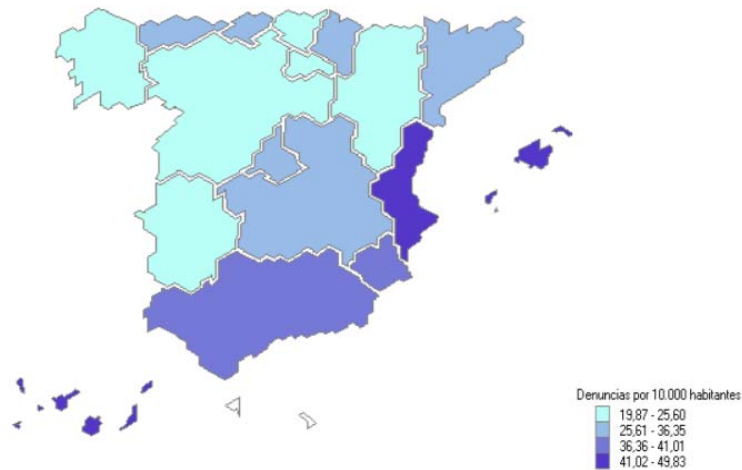 Denuncias por 10.000 habitantes
19,87 - 25,60
25,61 - 36,35
36,36 - 41,01
41,02 - 49,83